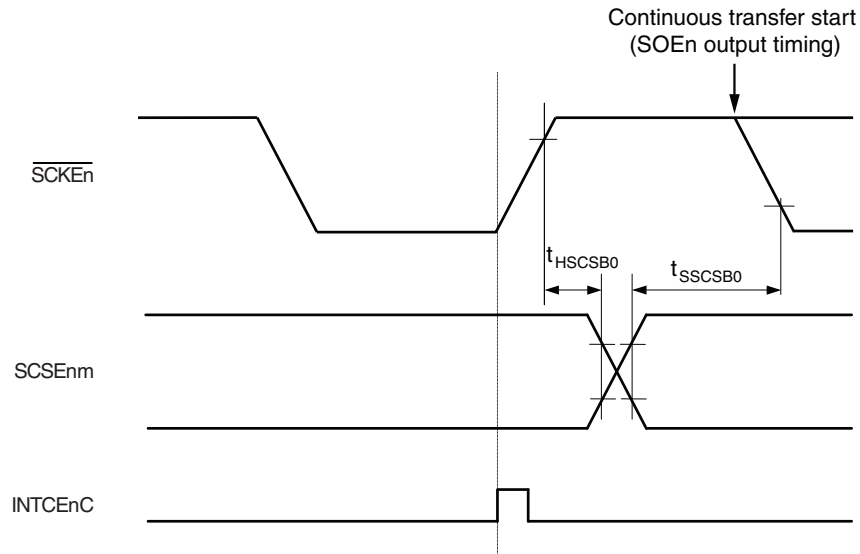 Continuous transfer start
(SOEn output timing)
SCKEn
tHSCSB0
tSSCSB0
SCSEnm
INTCEnC